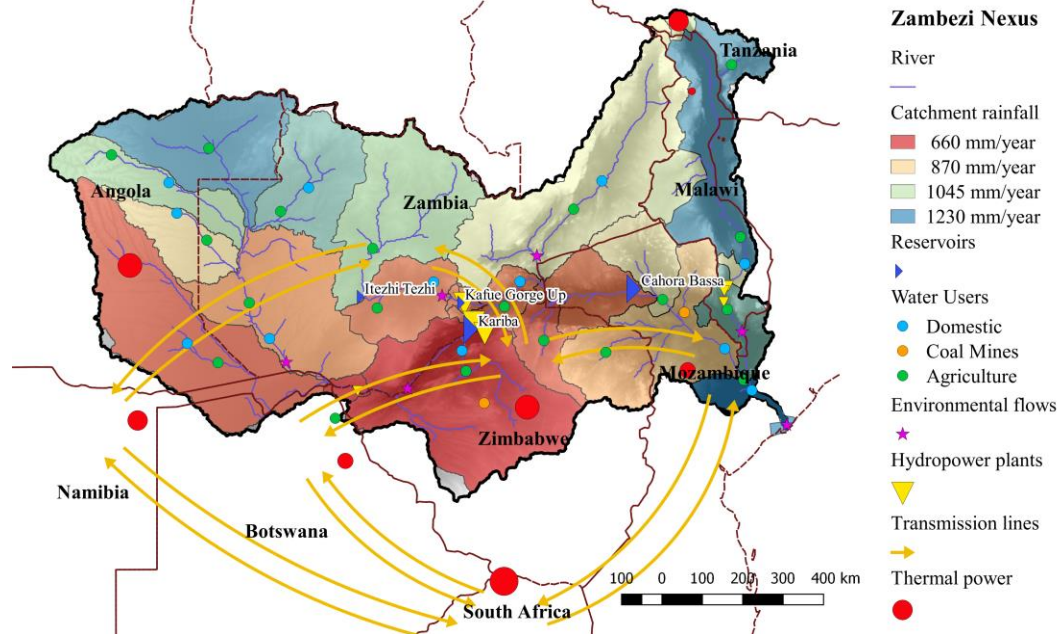 Tanzania
Angola
Zambia
Malawi
Itezhi Tezhi
Kafue Gorge Up
Cahora Bassa
Kariba
Mozambique
Zimbabwe
Namibia
Botswana
South Africa
100 0 100 200 300 400 km
Zambezi Nexus
River
Catchment rainfall
660 mm/year
870 mm/year
1045 mm/year
1230 mm/year
Reservoirs
Water Users
Domestic
Coal Mines
Agriculture
Environmental flows
Hydropower plants
Transmission lines
Thermal power